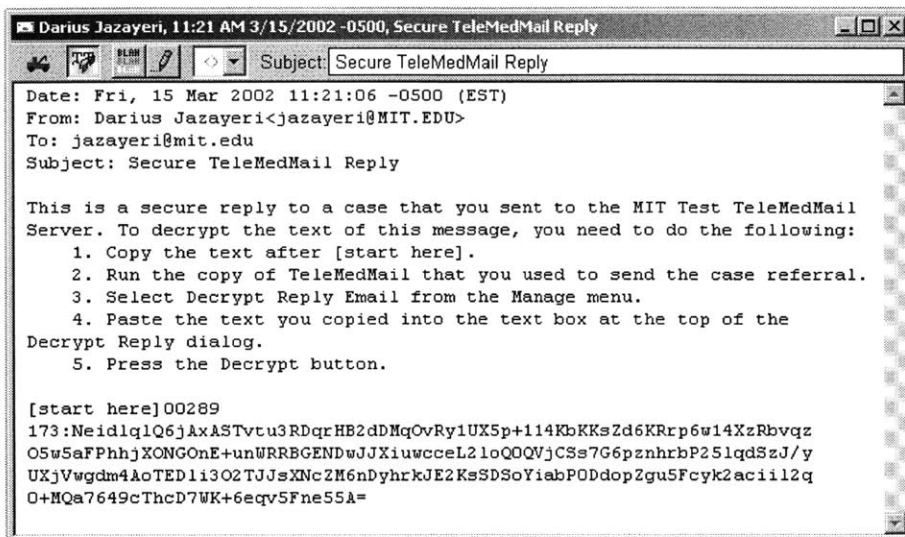 Darius Jazayeri, 11:21 AM 3/15/2002 -0500, Secure TeleMedMail Reply
BLAH
BLAH
BLAH
Subject: Secure TeleMedMail Reply
Date: Fri, 15 Mar 2002 11:21:06 -0500 (EST)
From: Darius Jazayeri<jazayeri@MIT.EDU>
To: jazayeri@mit.edu
Subject: Secure TeleMedMail Reply
This is a secure reply to a case that you sent to the MIT Test TeleMedMail
Server. To decrypt the text of this message, you need to do the following:
1. Copy the text after [start here].
2. Run the copy of TeleMedMail that you used to send the case referral.
3. Select Decrypt Reply Email from the Manage menu.
4. Paste the text you copied into the text box at the top of the
Decrypt Reply dialog.
5. Press the Decrypt button.
[start here]00289
173:NeidlqlQ6jAxASTvtu3RDqrHB2dDMqOvRy1UX5p+114KbKKsZd6KRrp6w14XzRbvqz
O5w5aFPhhjXONGOnE+unWRRBGENDwJJXiuwcceL2loQOQVjCSs7G6pznhrbP25lqdSzJ/y
UXjVwgdm4AoTEDli3O2TJJsXNcZM6nDyhrkJE2KsSDSoYiabPODdopZgu5Fcyk2aciil2q
O+MQa7649cThcD7WK+6eqv5Fne55A=